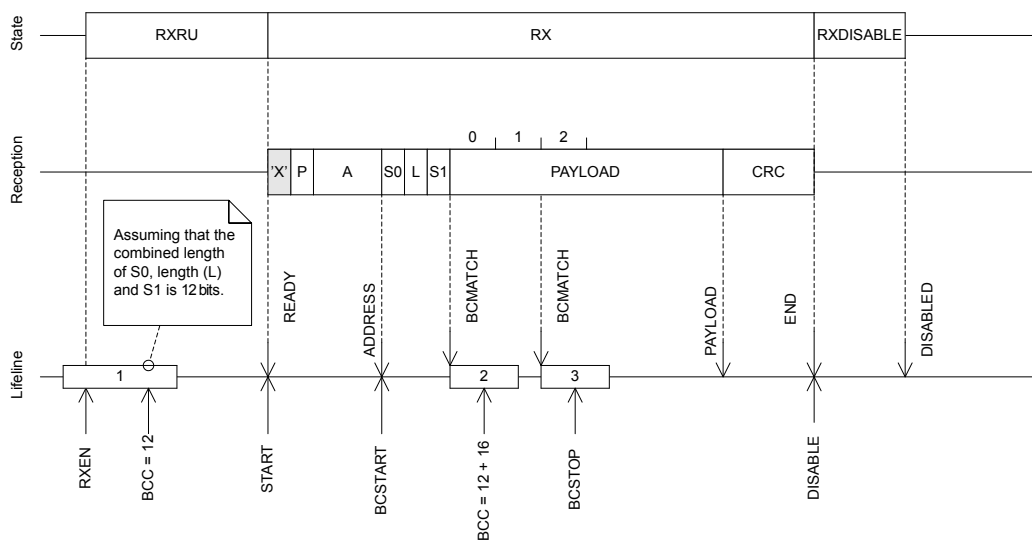 State
RXRU
RX
RXDISABLE
Reception
0
1
2
'X'
P
A
S0
L
S1
PAYLOAD
CRC
Assuming that the
combined length
of S0, length (L)
and S1 is 12 bits.
READY
ADDRESS
BCMATCH
BCMATCH
PAYLOAD
END
DISABLED
Lifeline
1
2
3
RXEN
BCC = 12
START
BCSTART
BCC = 12 + 16
BCSTOP
DISABLE